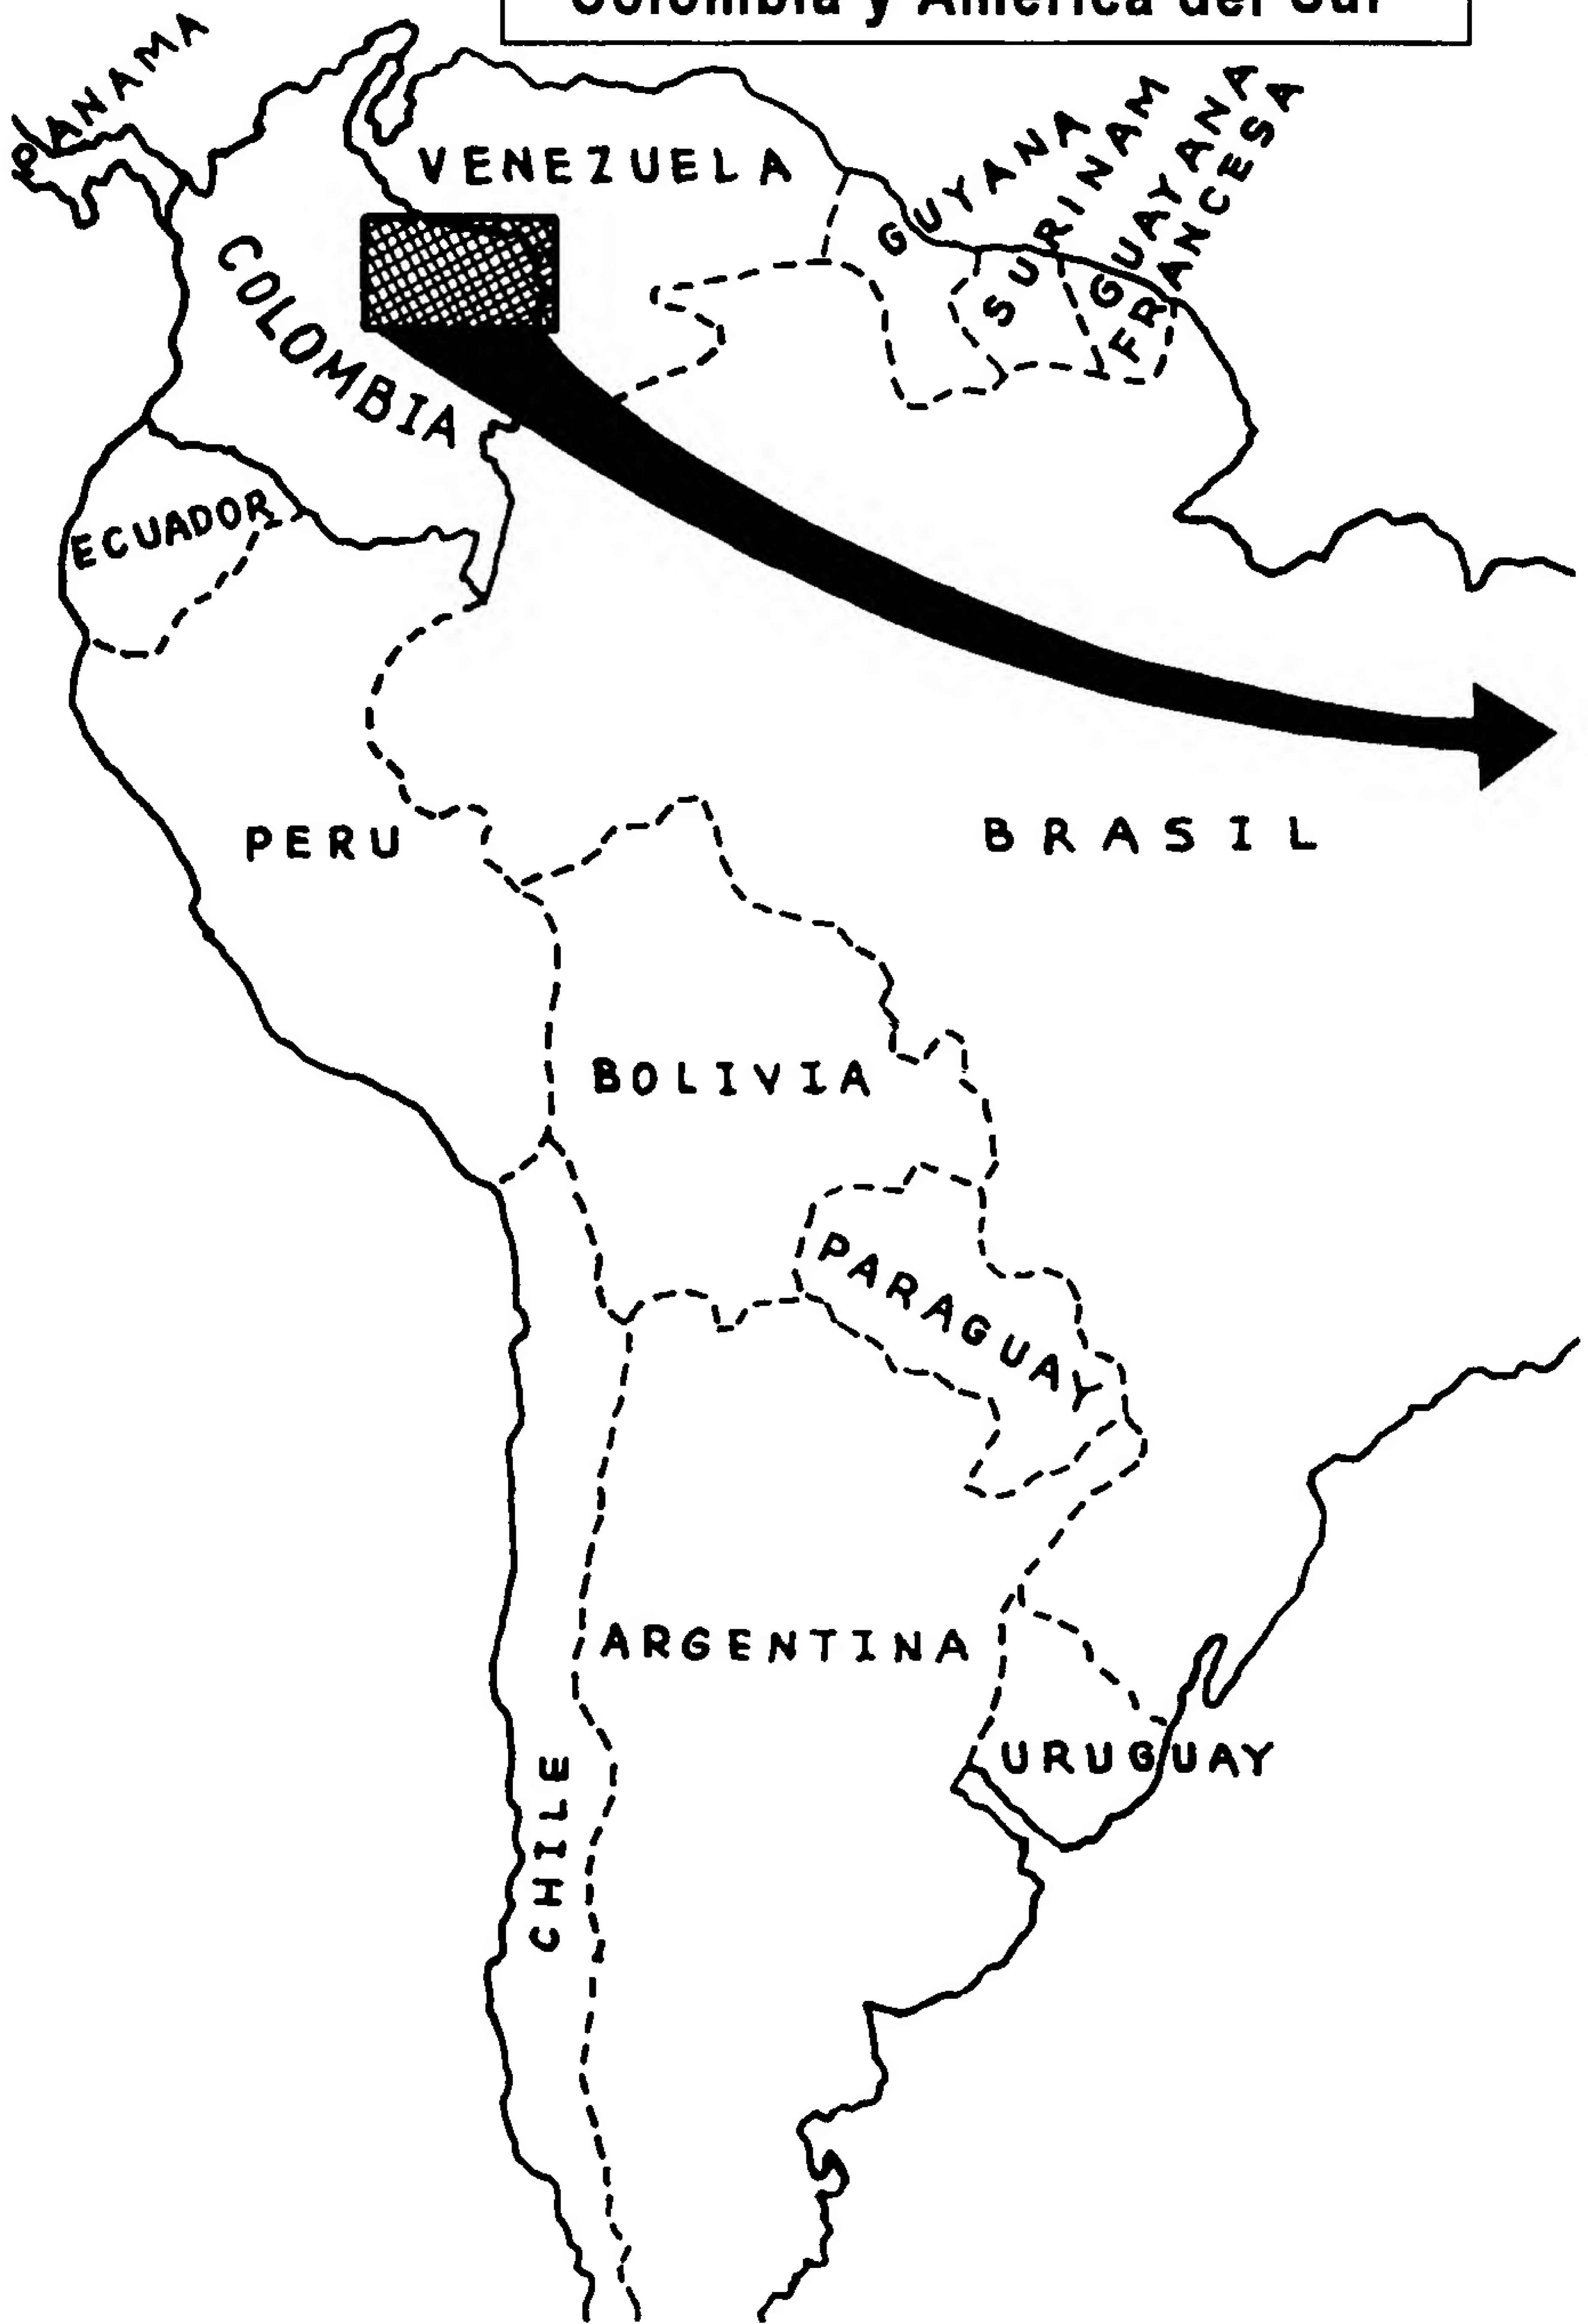 Colombia y América del Sur
PANAMA
VENEZUELA
GUYANA
SURINAM
GUAYANA
FRANCESA
COLOMBIA
ECUADOR
PERU
BRASIL
BOLIVIA
PARAGUAY
ARGENTINA
URUGUAY
CHILE